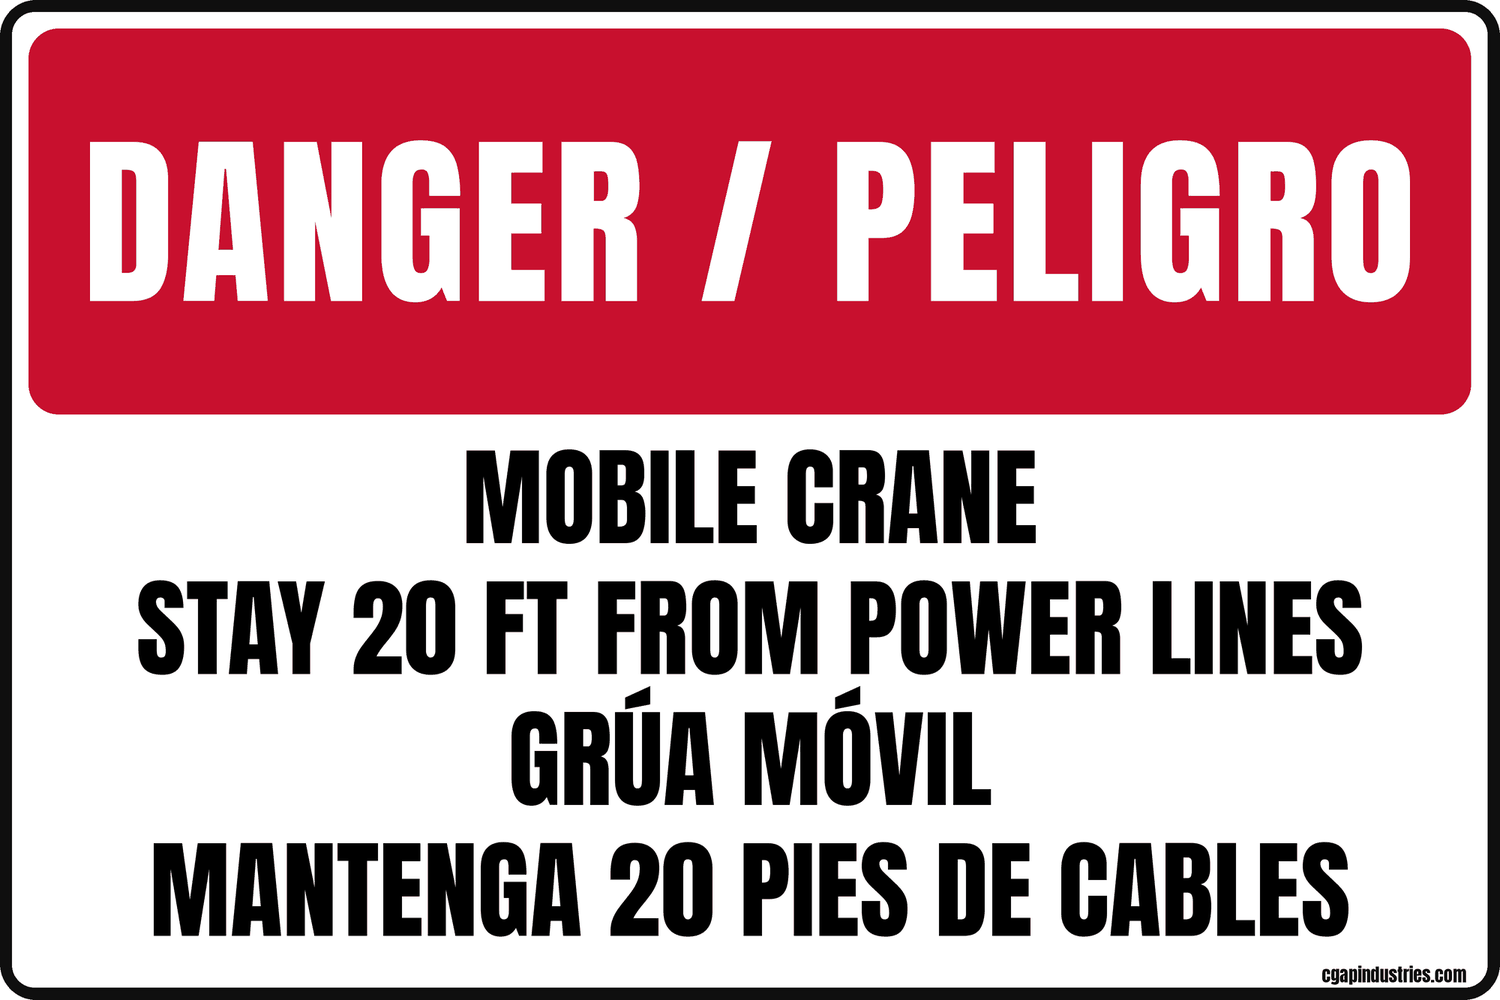 DANGER / PELIGRO
MOBILE CRANE
STAY 20 FT FROM POWER LINES
GRÚA MÓVIL
MANTENGA 20 PIES DE CABLES
cgapindustries.com